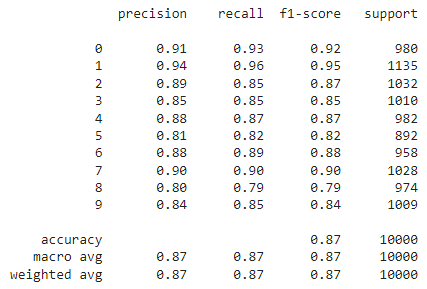 precision recall f1-score support
0 0.91 0.93 0.92 980
1 0.94 0.96 0.95 1135
2 0.89 0.85 0.87 1032
3 0.85 0.85 0.85 1010
4 0.88 0.87 0.87 982
5 0.81 0.82 0.82 892
6 0.88 0.89 0.88 958
7 0.90 0.90 0.90 1028
8 0.80 0.79 0.79 974
9 0.84 0.85 0.84 1009
accuracy 0.87 10000
macro avg 0.87 0.87 0.87 10000
weighted avg 0.87 0.87 0.87 10000